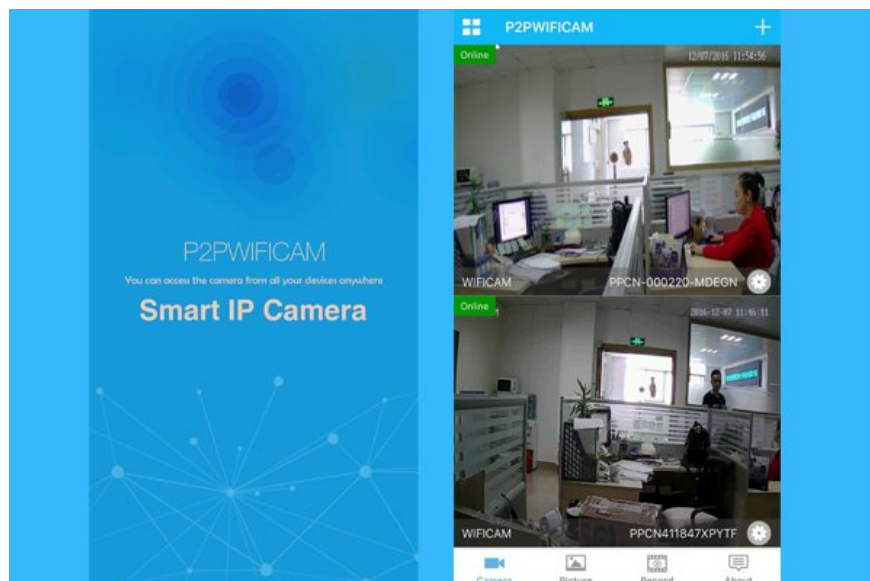 P2PWIFICAM
You can access the camera from all your devices anywhere
Smart IP Camera
P2PWIFICAM
Online
12/07/2016 11:54:56
WIFICAM
PPCN-000220-MDEGN
Online
2016-12-07 11:46:11
WIFICAM
PPCN411847XPYTF
Camera
Picture
Record
About